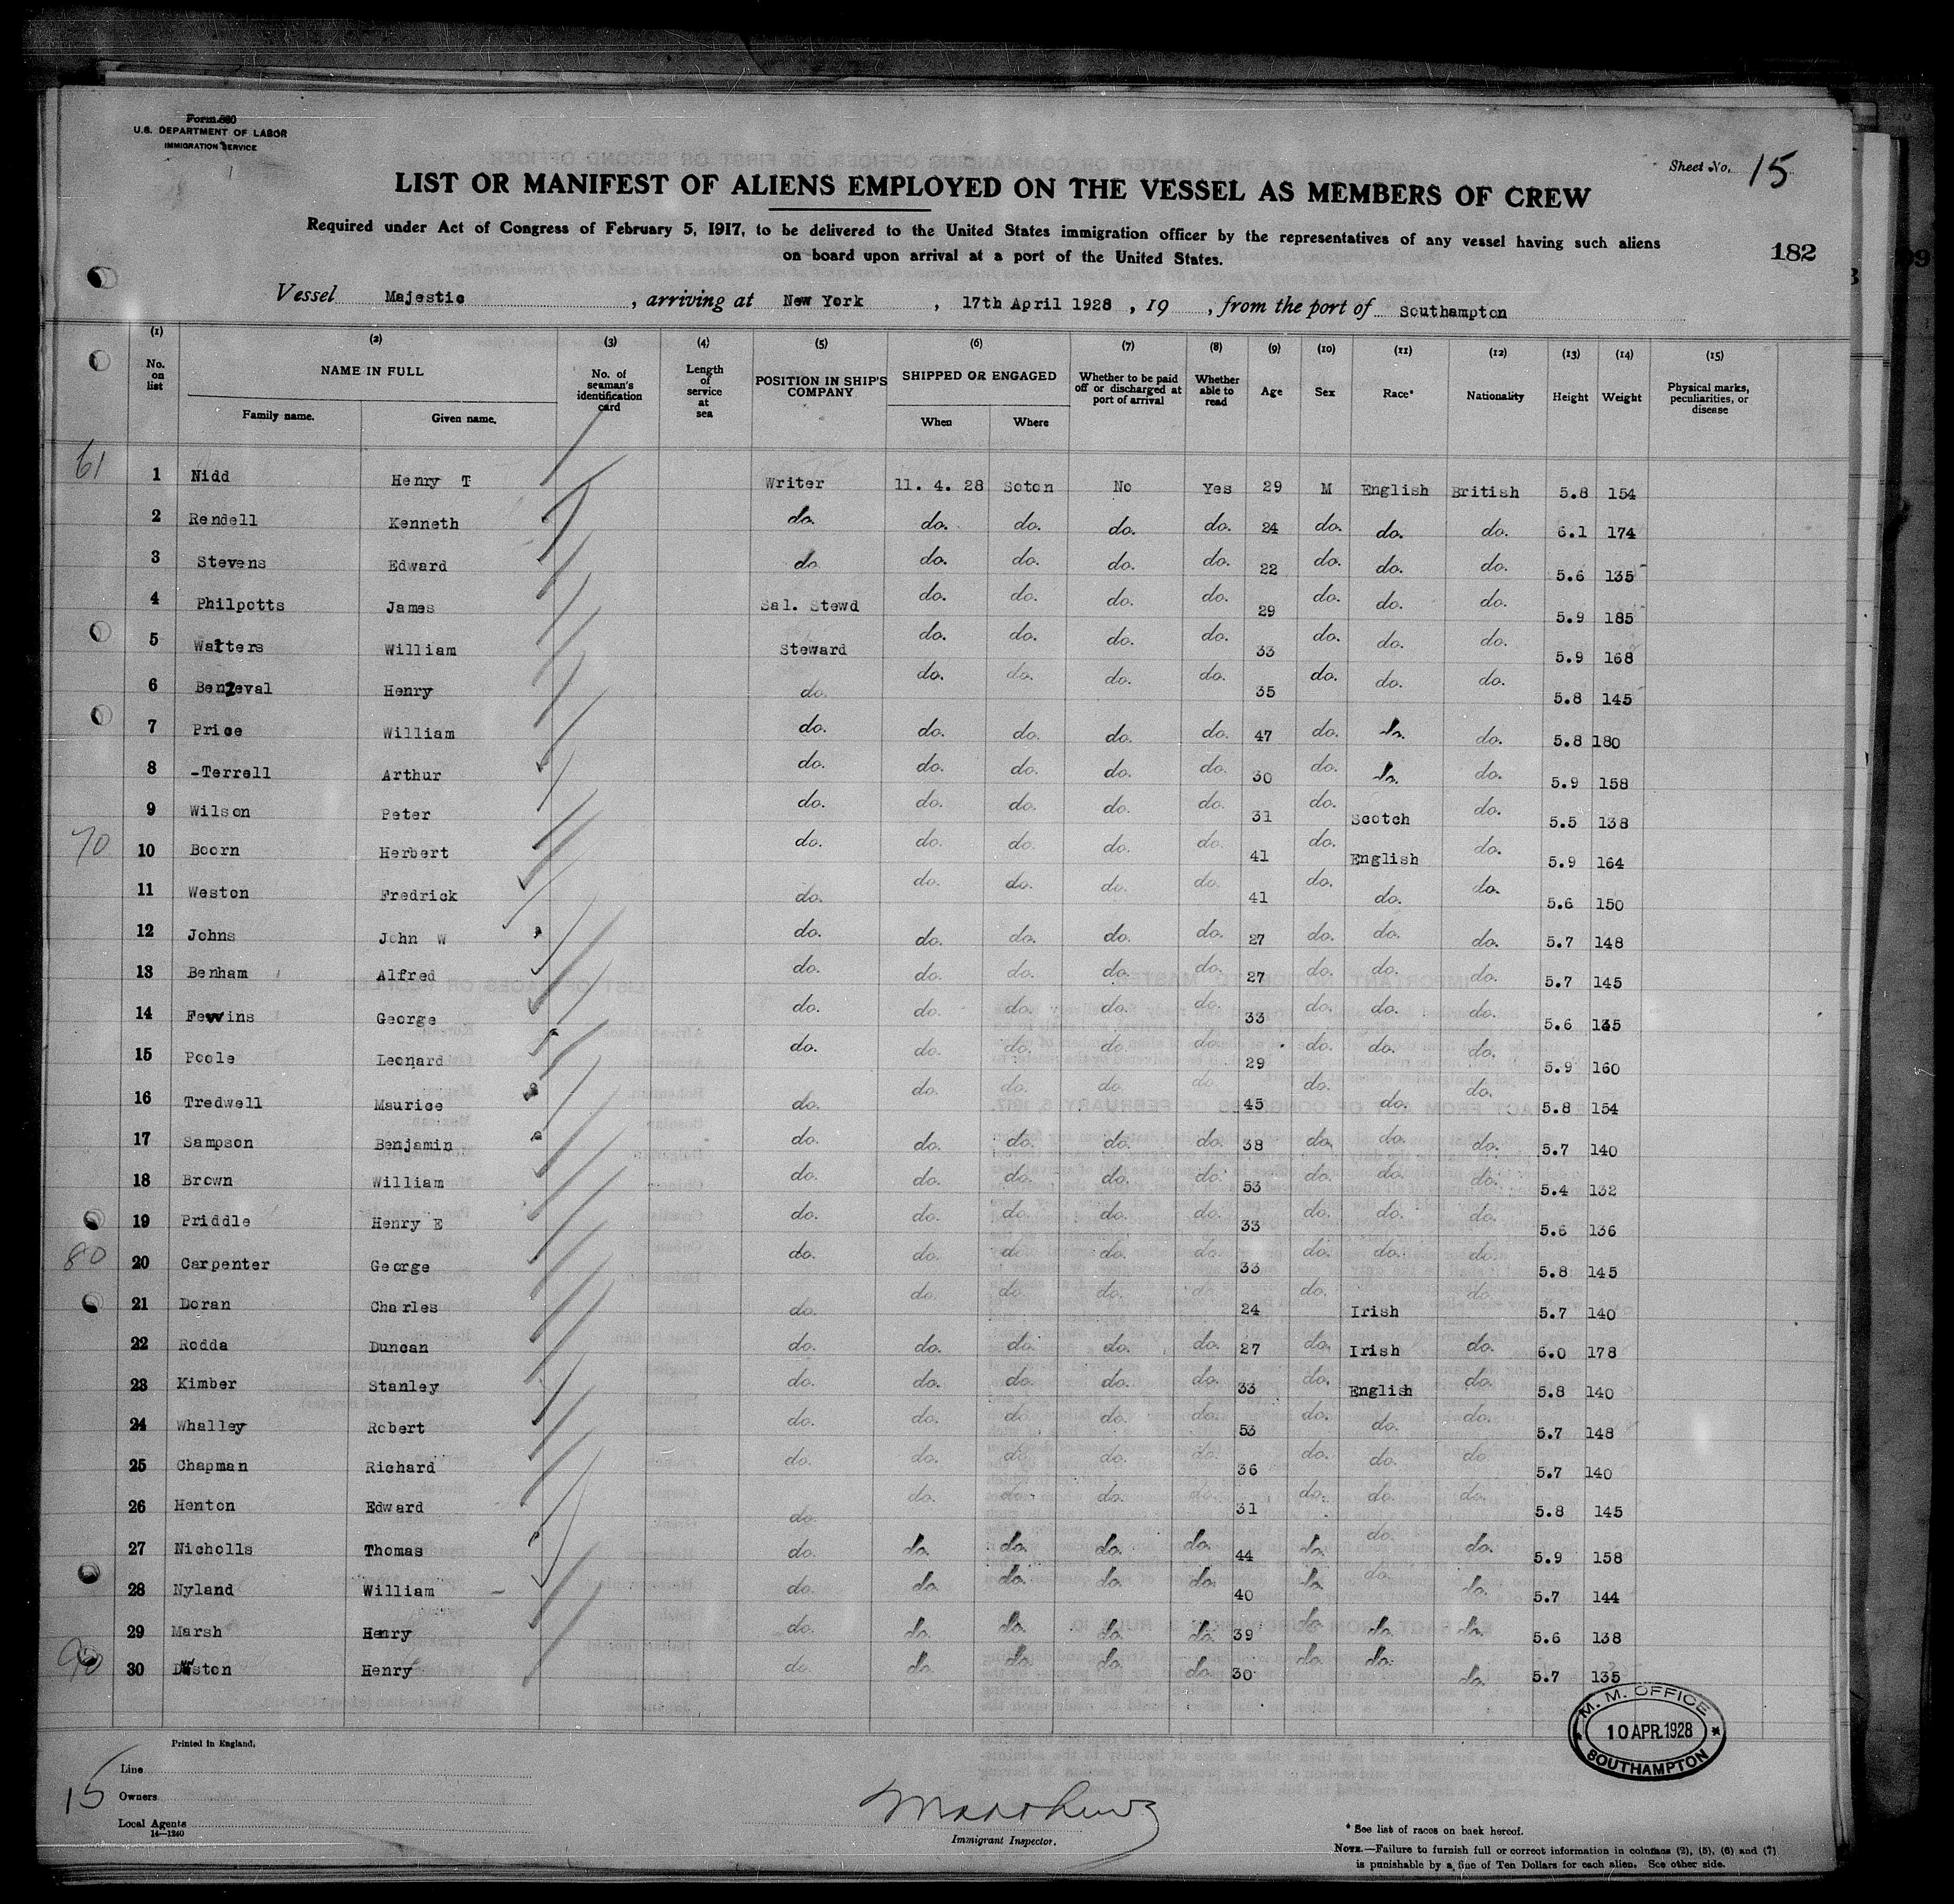 Form 680
U.S. DEPARTMENT OF LABOR
IMMIGRATION SERVICE
Sheet No. 15
LIST OR MANIFEST OF ALIENS EMPLOYED ON THE VESSEL AS MEMBERS OF CREW
Required under Act of Congress of February 5, 1917, to be delivered to the United States immigration officer by the representatives of any vessel having such aliens
on board upon arrival at a port of the United States.
182
Vessel Majestic , arriving at New York , 17th April 1928 , 19 , from the port of Southampton
(1) (2) (3) (4) (5) (6) (7) (8) (9) (10) (11) (12) (13) (14) (15)
No. on list NAME IN FULL Family name. Given name. No. of seaman's identification card Length of service at sea POSITION IN SHIP'S COMPANY SHIPPED OR ENGAGED When Where Whether to be paid off or discharged at port of arrival Whether able to read Age Sex Race* Nationality Height Weight Physical marks, peculiarities, or disease
61 1 Nidd Henry T Writer 11. 4. 28 Soton No Yes 29 M English British 5.8 154
2 Rendell Kenneth do. do. do. do. do. 24 do. do. do. 6.1 174
3 Stevens Edward do. do. do. do. do. 22 do. do. do. 5.6 135
4 Philpotts James Sal. Stewd do. do. do. do. 29 do. do. do. 5.9 185
5 Watters William Steward do. do. do. do. 33 do. do. do. 5.9 168
6 Benzeval Henry do. do. do. do. do. 35 do. do. do. 5.8 145
7 Price William do. do. do. do. do. 47 do. do. do. 5.8 180
8 -Terrell Arthur do. do. do. do. do. 30 do. do. do. 5.9 158
9 Wilson Peter do. do. do. do. do. 31 do. Scotch do. 5.5 138
70 10 Boorn Herbert do. do. do. do. do. 41 do. English do. 5.9 164
11 Weston Fredrick do. do. do. do. do. 41 do. do. do. 5.6 150
12 Johns John W do. do. do. do. do. 27 do. do. do. 5.7 148
13 Benham Alfred do. do. do. do. do. 27 do. do. do. 5.7 145
14 Fewins George do. do. do. do. do. 33 do. do. do. 5.6 135
15 Poole Leonard do. do. do. do. do. 29 do. do. do. 5.9 160
16 Tredwell Maurice do. do. do. do. do. 45 do. do. do. 5.8 154
17 Sampson Benjamin do. do. do. do. do. 38 do. do. do. 5.7 140
18 Brown William do. do. do. do. do. 53 do. do. do. 5.4 132
19 Priddle Henry E do. do. do. do. do. 33 do. do. do. 5.6 136
80 20 Carpenter George do. do. do. do. do. 33 do. do. do. 5.8 145
21 Doran Charles do. do. do. do. do. 24 do. Irish do. 5.7 140
22 Rodda Duncan do. do. do. do. do. 27 do. Irish do. 6.0 178
23 Kimber Stanley do. do. do. do. do. 33 do. English do. 5.8 140
24 Whalley Robert do. do. do. do. do. 53 do. do. do. 5.7 148
25 Chapman Richard do. do. do. do. do. 36 do. do. do. 5.7 140
26 Henton Edward do. do. do. do. do. 31 do. do. do. 5.8 145
27 Nicholls Thomas do. do. do. do. do. 44 do. do. do. 5.9 158
28 Nyland William do. do. do. do. do. 40 do. do. do. 5.7 144
29 Marsh Henry do. do. do. do. do. 39 do. do. do. 5.6 138
90 30 Henry do. do. do. do. do. 30 do. do. do. 5.7 135
M. M. OFFICE
10 APR. 1928
SOUTHAMPTON
Printed in England.
Line
15 Owners
Local Agents
14—1240
Matthews
Immigrant Inspector.
* See list of races on back hereof.
NOTE.—Failure to furnish full or correct information in columns (2), (5), (6) and (7)
is punishable by a fine of Ten Dollars for each alien. See other side.